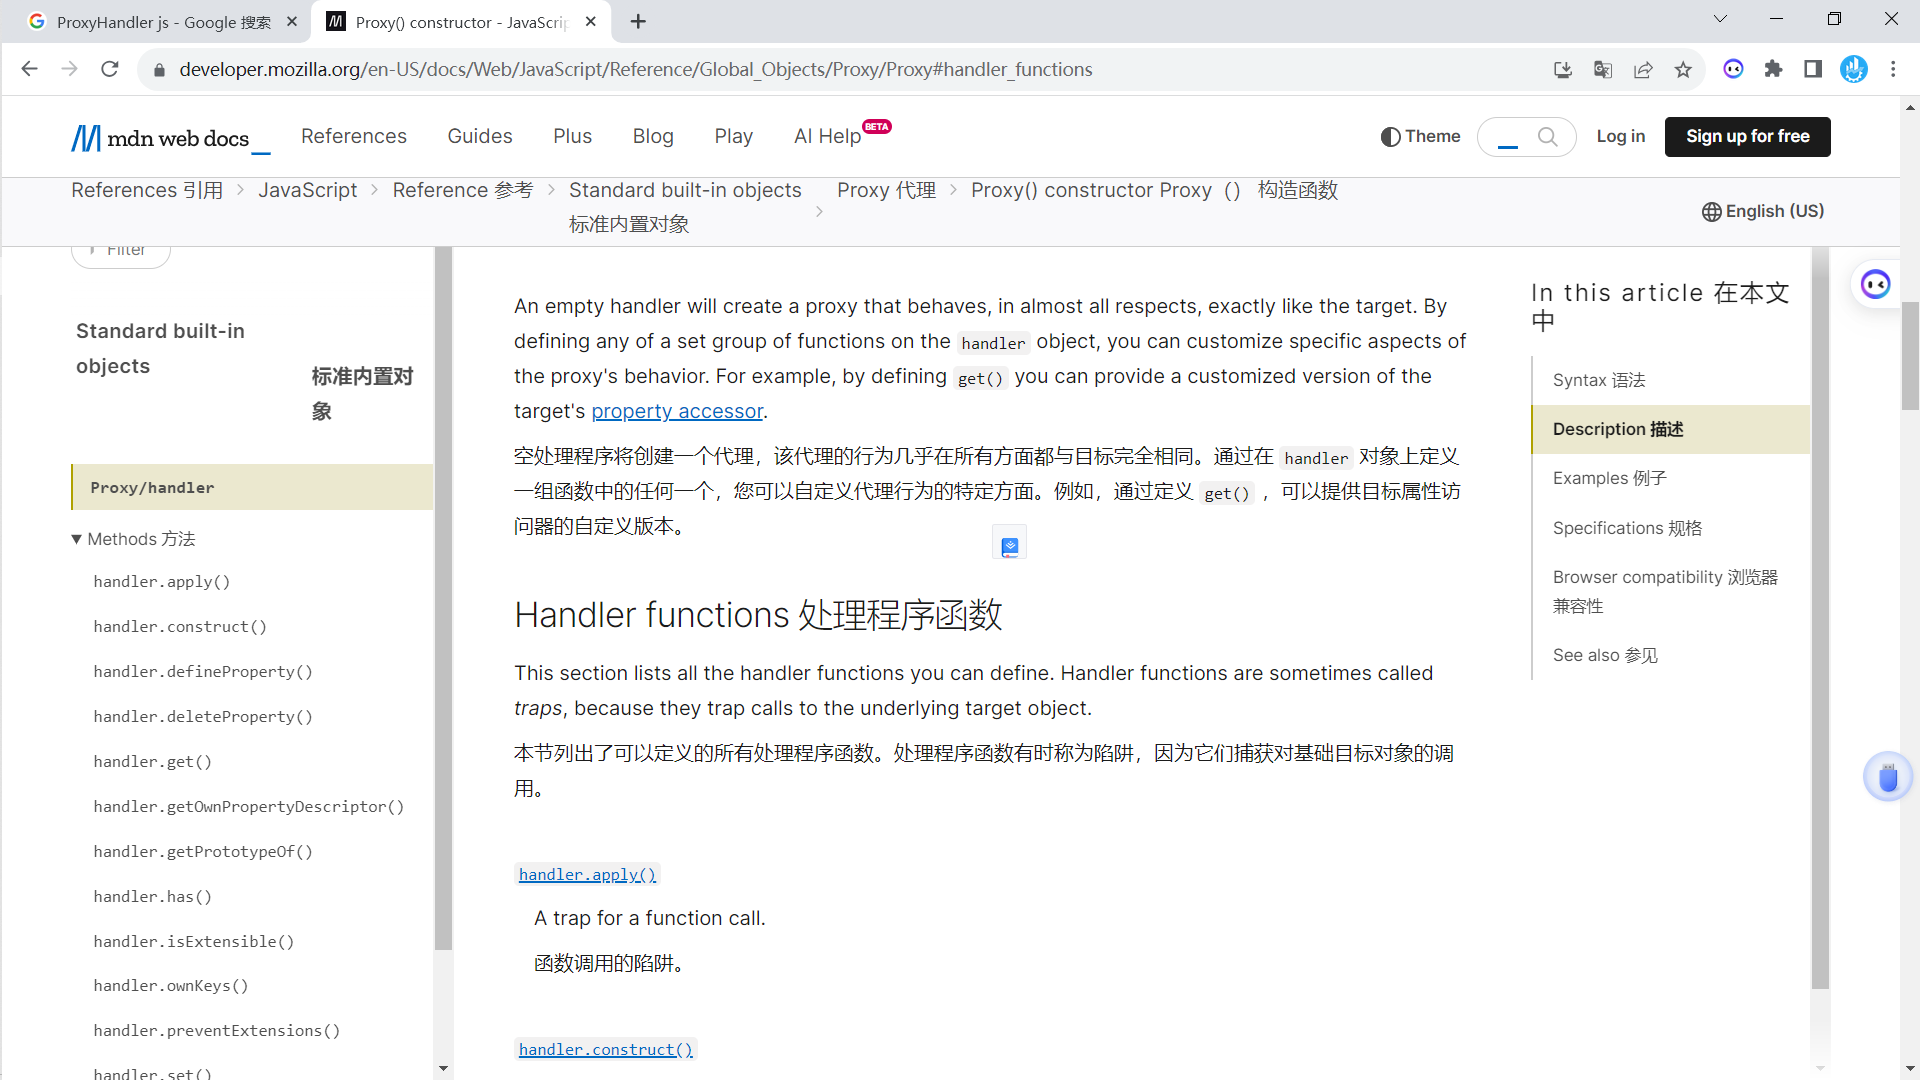 ProxyHandler js - Google 搜索
Proxy() constructor - JavaScrip
developer.mozilla.org/en-US/docs/Web/JavaScript/Reference/Global_Objects/Proxy/Proxy#handler_functions
mdn web docs_
References
Guides
Plus
Blog
Play
AI Help BETA
Theme
Log in
Sign up for free
References 引用
JavaScript
Reference 参考
Standard built-in objects
标准内置对象
Proxy 代理
Proxy() constructor Proxy（） 构造函数
English (US)
Filter
Standard built-in
objects
标准内置对
象
Proxy/handler
Methods 方法
handler.apply()
handler.construct()
handler.defineProperty()
handler.deleteProperty()
handler.get()
handler.getOwnPropertyDescriptor()
handler.getPrototypeOf()
handler.has()
handler.isExtensible()
handler.ownKeys()
handler.preventExtensions()
handler.set()
An empty handler will create a proxy that behaves, in almost all respects, exactly like the target. By
defining any of a set group of functions on the handler object, you can customize specific aspects of
the proxy's behavior. For example, by defining get() you can provide a customized version of the
target's property accessor.
空处理程序将创建一个代理，该代理的行为几乎在所有方面都与目标完全相同。通过在 handler 对象上定义
一组函数中的任何一个，您可以自定义代理行为的特定方面。例如，通过定义 get() ，可以提供目标属性访
问器的自定义版本。
Handler functions 处理程序函数
This section lists all the handler functions you can define. Handler functions are sometimes called
traps, because they trap calls to the underlying target object.
本节列出了可以定义的所有处理程序函数。处理程序函数有时称为陷阱，因为它们捕获对基础目标对象的调
用。
handler.apply()
A trap for a function call.
函数调用的陷阱。
handler.construct()
In this article 在本文
中
Syntax 语法
Description 描述
Examples 例子
Specifications 规格
Browser compatibility 浏览器
兼容性
See also 参见